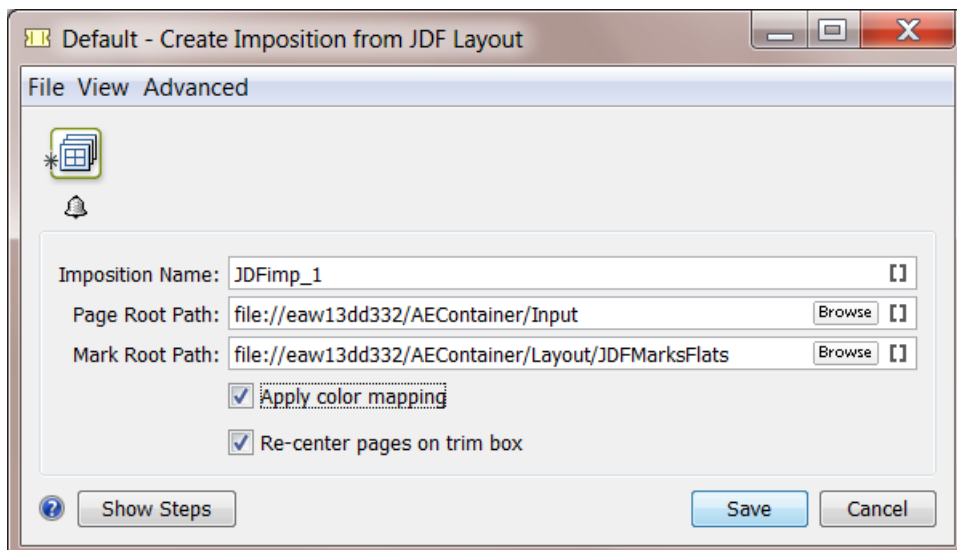 Default - Create Imposition from JDF Layout
File View Advanced
Imposition Name: JDFimp_1 []
Page Root Path: file://eaw13dd332/AEContainer/Input Browse []
Mark Root Path: file://eaw13dd332/AEContainer/Layout/JDFMarksFlats Browse []
Apply color mapping
Re-center pages on trim box
? Show Steps Save Cancel